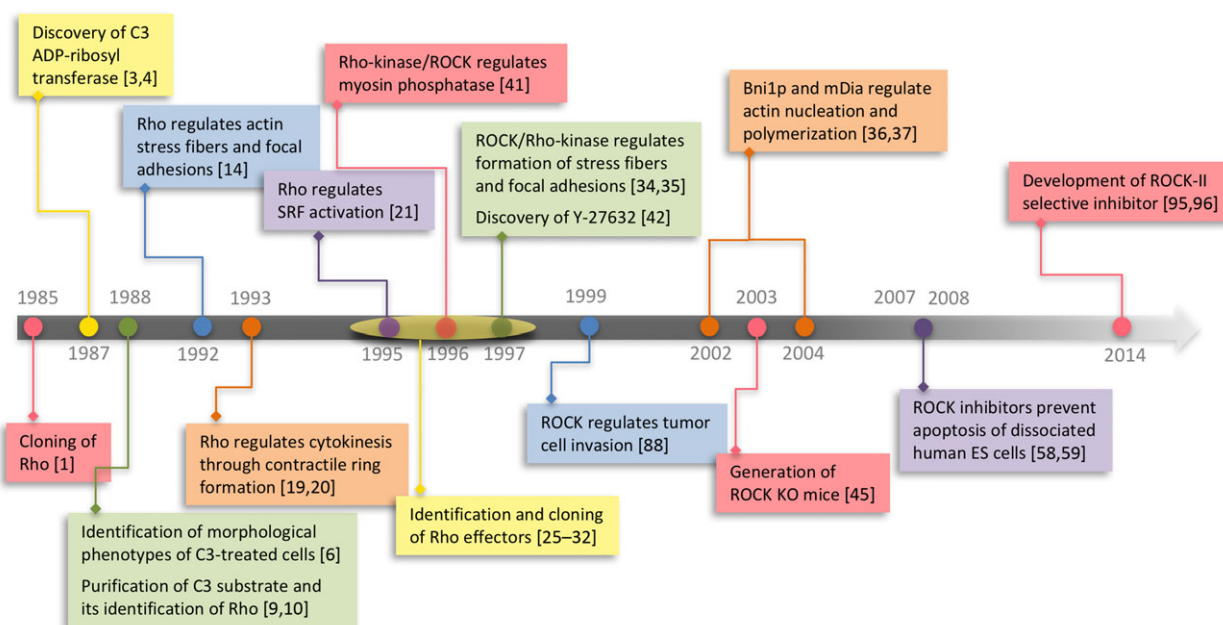 Discovery of C3
ADP-ribosyl
transferase [3,4]
Rho regulates actin
stress fibers and focal
adhesions [14]
Rho regulates
SRF activation [21]
Rho-kinase/ROCK regulates
myosin phosphatase [41]
ROCK/Rho-kinase regulates
formation of stress fibers
and focal adhesions [34,35]
Discovery of Y-27632 [42]
Bni1p and mDia regulate
actin nucleation and
polymerization [36,37]
Development of ROCK-II
selective inhibitor [95,96]
1985
1988
1993
1999
2003
2007
2008
1987
1992
1995
1996
1997
2002
2004
2014
Cloning of
Rho [1]
Identification of morphological
phenotypes of C3-treated cells [6]
Purification of C3 substrate and
its identification of Rho [9,10]
Rho regulates cytokinesis
through contractile ring
formation [19,20]
Identification and cloning
of Rho effectors [25–32]
ROCK regulates tumor
cell invasion [88]
Generation of
ROCK KO mice [45]
ROCK inhibitors prevent
apoptosis of dissociated
human ES cells [58,59]